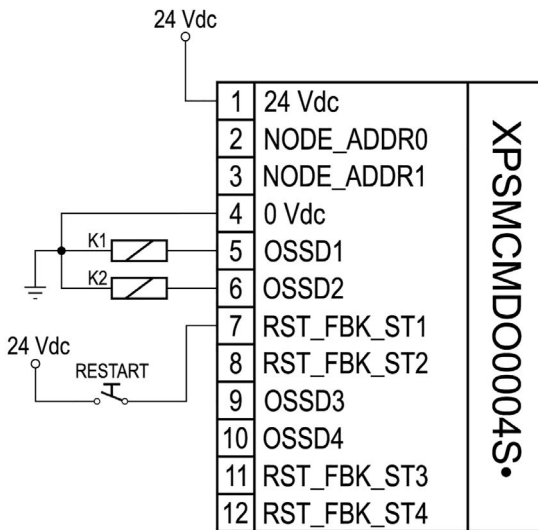 24 Vdc
1 24 Vdc
2 NODE_ADDR0
3 NODE_ADDR1
4 0 Vdc
K1
5 OSSD1
K2
6 OSSD2
7 RST_FBK_ST1
24 Vdc
8 RST_FBK_ST2
RESTART
9 OSSD3
10 OSSD4
11 RST_FBK_ST3
12 RST_FBK_ST4
XPSMCMDO0004S•